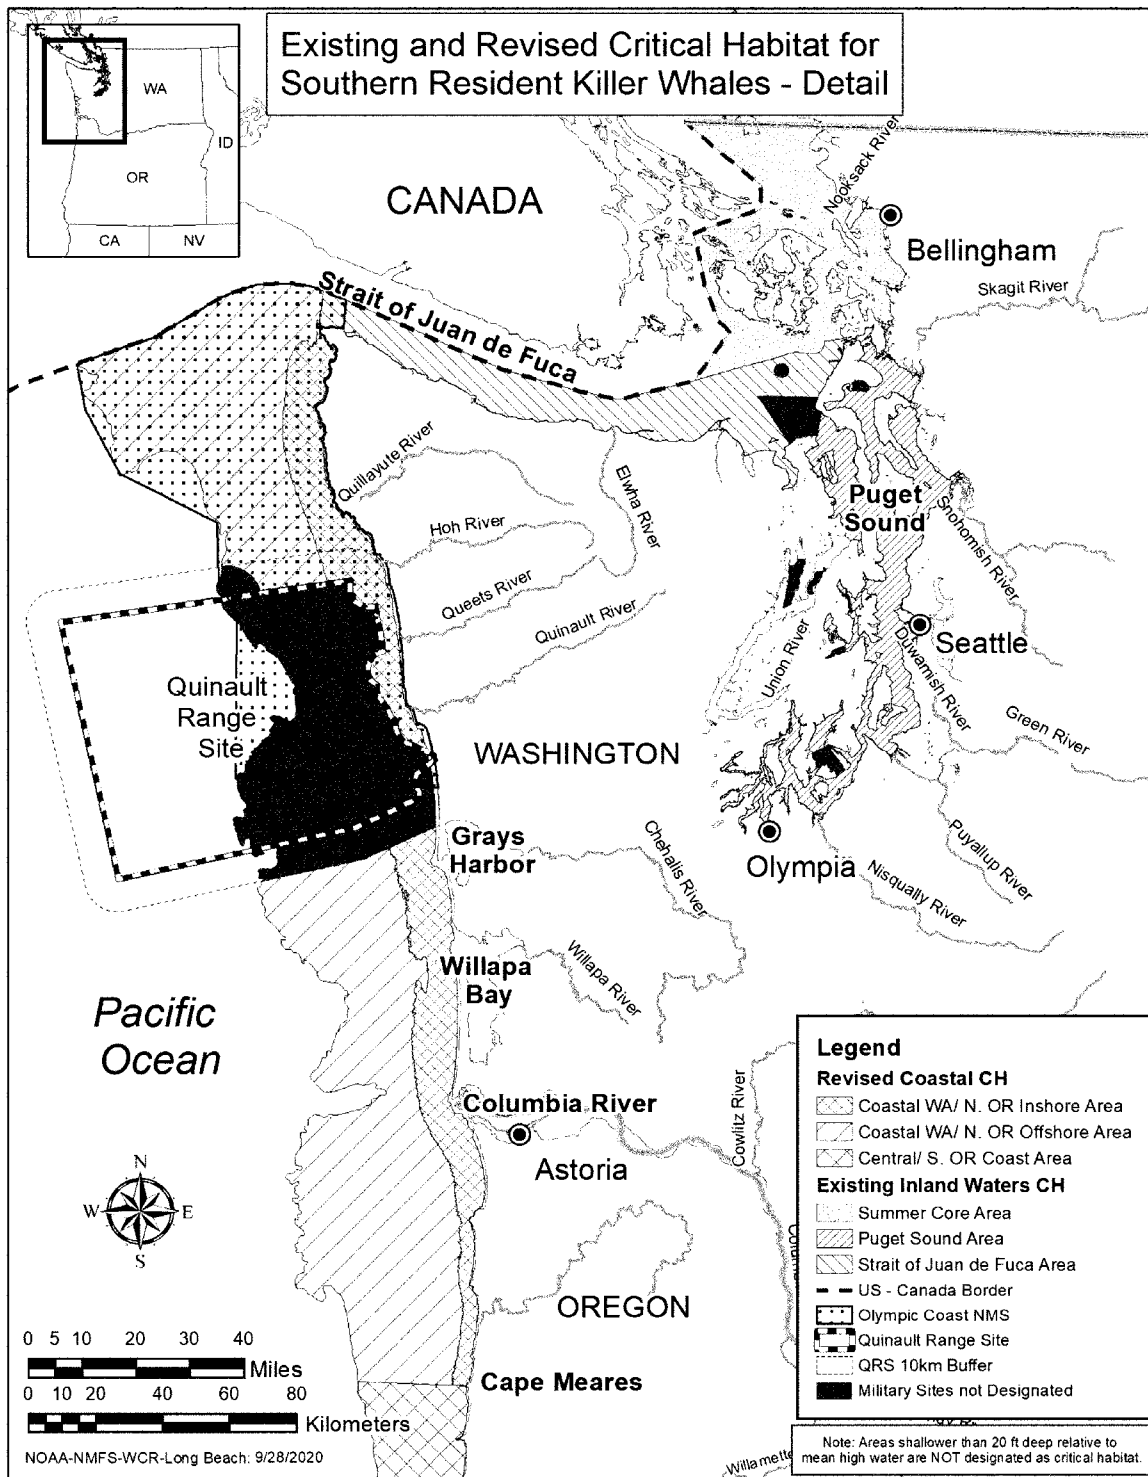 Existing and Revised Critical Habitat for
Southern Resident Killer Whales - Detail
WA
ID
OR
CA
NV
CANADA
Nooksack River
Bellingham
Skagit River
Strait of Juan de Fuca
Quillayute River
Elwha River
Hoh River
Puget
Sound
Snohomish River
Queets River
Quinault River
Union River
Seattle
Duwamish River
Green River
Quinault
Range
Site
WASHINGTON
Grays
Harbor
Chehalis River
Olympia
Puyallup River
Nisqually River
Willapa
Bay
Willapa River
Pacific
Ocean
Columbia River
Astoria
Cowlitz River
N
W
E
S
OREGON
Cape Meares
Legend
Revised Coastal CH
Coastal WA/ N. OR Inshore Area
Coastal WA/ N. OR Offshore Area
Central/ S. OR Coast Area
Existing Inland Waters CH
Summer Core Area
Puget Sound Area
Strait of Juan de Fuca Area
US - Canada Border
Olympic Coast NMS
Quinault Range Site
QRS 10km Buffer
Military Sites not Designated
0 5 10 20 30 40
Miles
0 10 20 40 60 80
Kilometers
NOAA-NMFS-WCR-Long Beach: 9/28/2020
Willamette
Note: Areas shallower than 20 ft deep relative to
mean high water are NOT designated as critical habitat